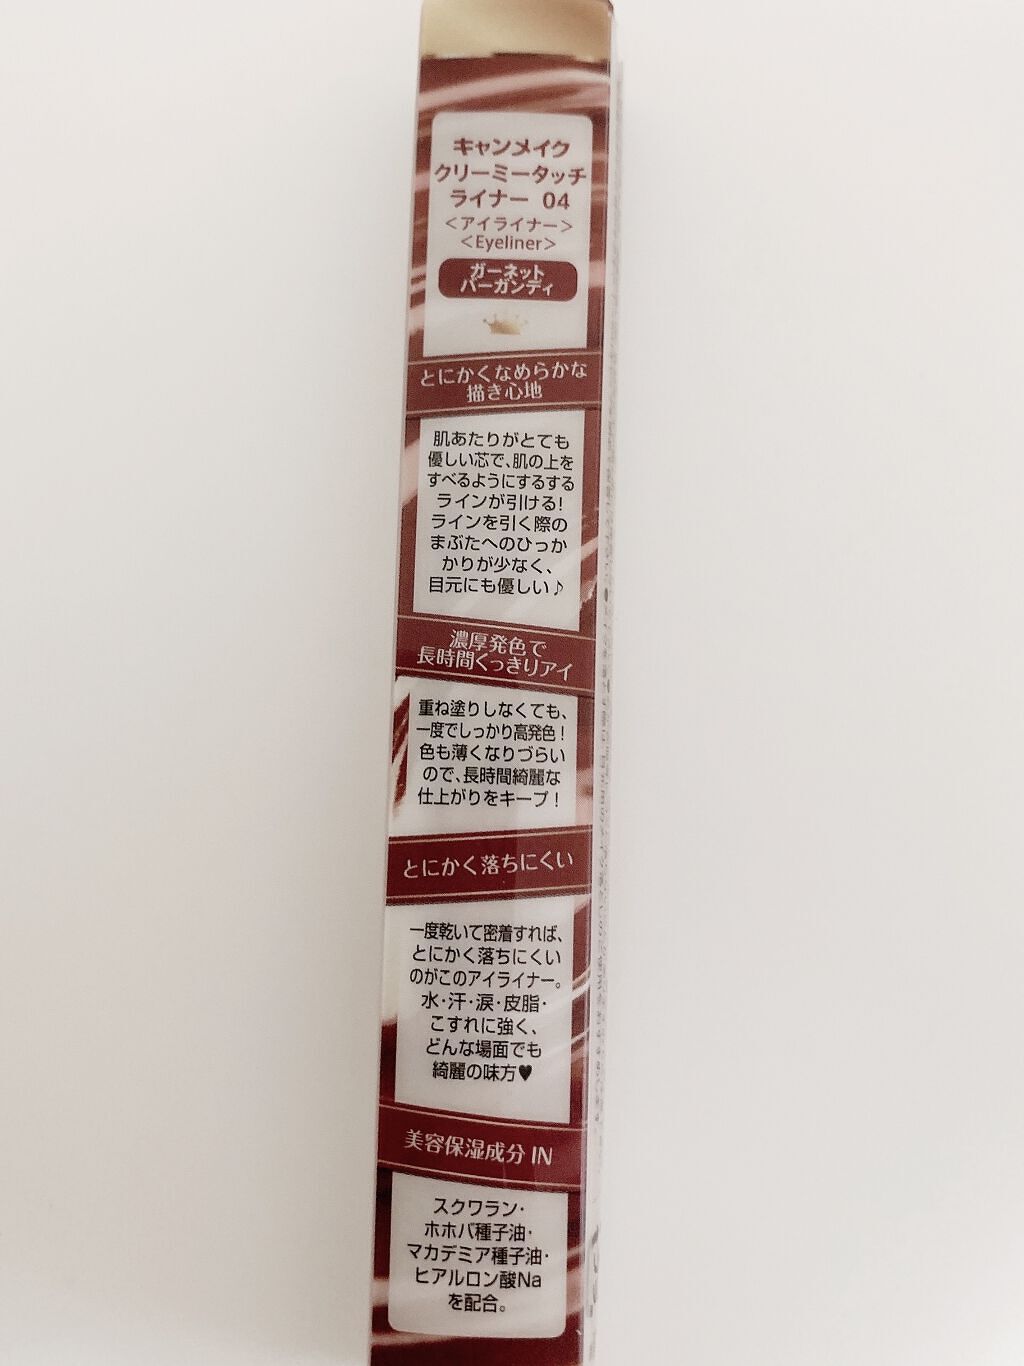 キャンメイク
クリーミータッチ
ライナー 04
＜アイライナー＞
＜Eyeliner＞
ガーネット
バーガンディ
とにかくなめらかな
描き心地
肌あたりがとても
優しい芯で、肌の上を
すべるようにするする
ラインが引ける!
ラインを引く際の
まぶたへのひっか
かりが少なく、
目元にも優しい♪
濃厚発色で
長時間くっきりアイ
重ね塗りしなくても、
一度でしっかり高発色!
色も薄くなりづらい
ので、長時間綺麗な
仕上がりをキープ!
とにかく落ちにくい
一度乾いて密着すれば、
とにかく落ちにくい
のがこのアイライナー。
水・汗・涙・皮脂・
こすれに強く、
どんな場面でも
綺麗の味方♥
美容保湿成分 IN
スクワラン・
ホホバ種子油・
マカデミア種子油・
ヒアルロン酸Na
を配合。